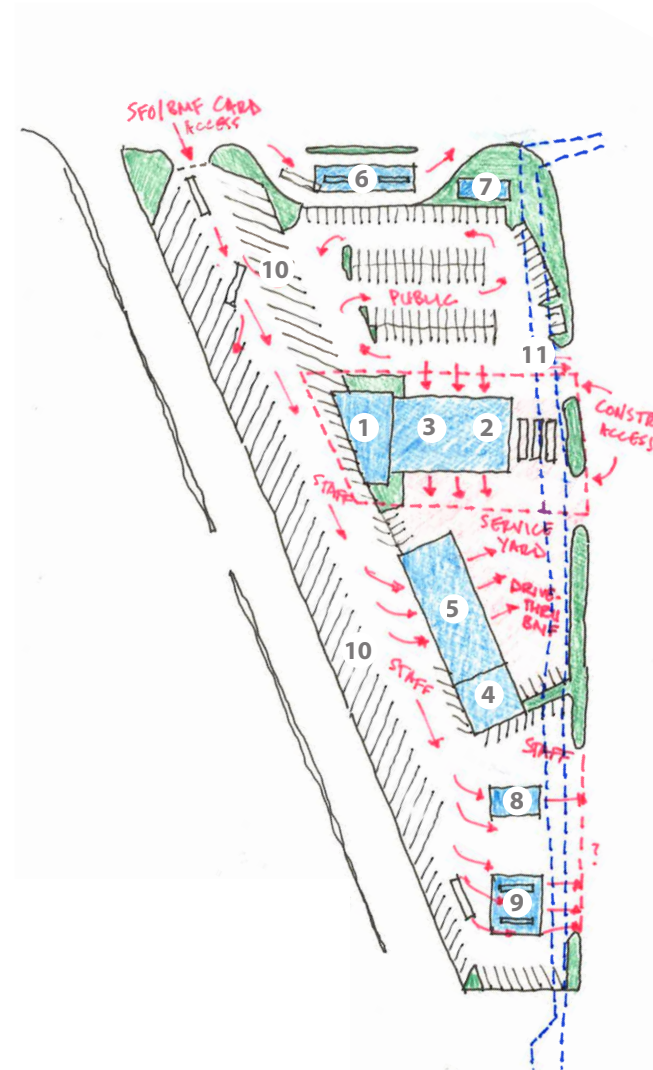 SFO/BMF CARD
ACCESS
6
7
10
PUBLIC
11
1
3
2
CONSTR
ACCESS
STAFF
SERVICE
YARD
5
DRIVE-
THRU
BMF
10
STAFF
4
STAFF
8
?
9